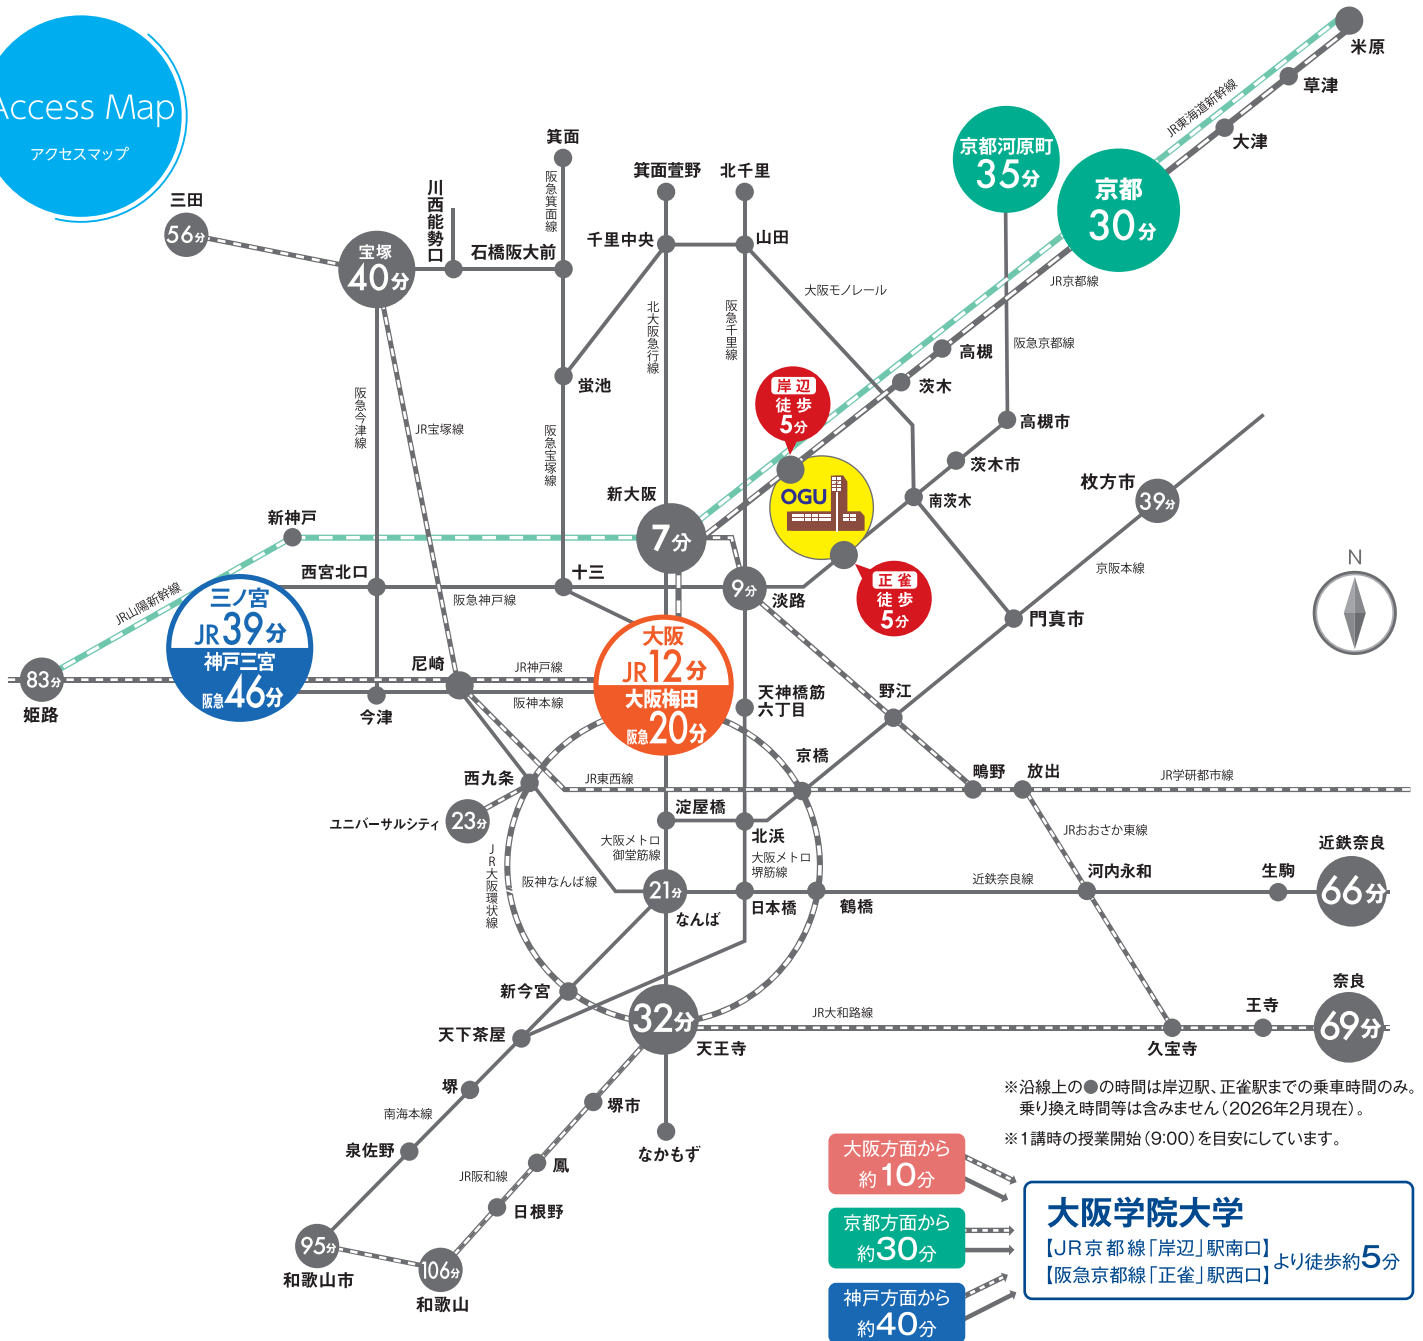 Access Map
アクセスマップ
米原
草津
大津
JR東海道新幹線
京都河原町
35分
京都
30分
箕面
阪急箕面線
箕面萱野
北千里
川西能勢口
三田
56分
宝塚
40分
石橋阪大前
千里中央
山田
大阪モノレール
JR京都線
北大阪急行線
阪急千里線
阪急京都線
高槻
茨木
蛍池
岸辺
徒歩
5分
阪急今津線
JR宝塚線
阪急宝塚線
高槻市
茨木市
枚方市
39分
新大阪
7分
OGU
南茨木
新神戸
西宮北口
十三
9分
淡路
正雀
徒歩
5分
京阪本線
N
JR山陽新幹線
阪急神戸線
門真市
三ノ宮
JR39分
神戸三宮
阪急46分
大阪
JR12分
大阪梅田
阪急20分
尼崎
JR神戸線
阪神本線
83分
姫路
今津
天神橋筋
六丁目
野江
京橋
鴫野
放出
JR学研都市線
西九条
JR東西線
ユニバーサルシティ
23分
淀屋橋
北浜
JRおおさか東線
大阪メトロ
御堂筋線
大阪メトロ
堺筋線
JR大阪環状線
阪神なんば線
21分
なんば
日本橋
鶴橋
近鉄奈良線
河内永和
生駒
近鉄奈良
66分
新今宮
32分
天王寺
JR大和路線
久宝寺
王寺
奈良
69分
天下茶屋
堺
南海本線
堺市
泉佐野
なかもず
鳳
JR阪和線
日根野
95分
和歌山市
106分
和歌山
※沿線上の●の時間は岸辺駅、正雀駅までの乗車時間のみ。
乗り換え時間等は含みません（2026年2月現在）。
※1講時の授業開始（9:00）を目安にしています。
大阪方面から
約10分
京都方面から
約30分
神戸方面から
約40分
大阪学院大学
【JR京都線「岸辺」駅南口】
【阪急京都線「正雀」駅西口】
より徒歩約5分